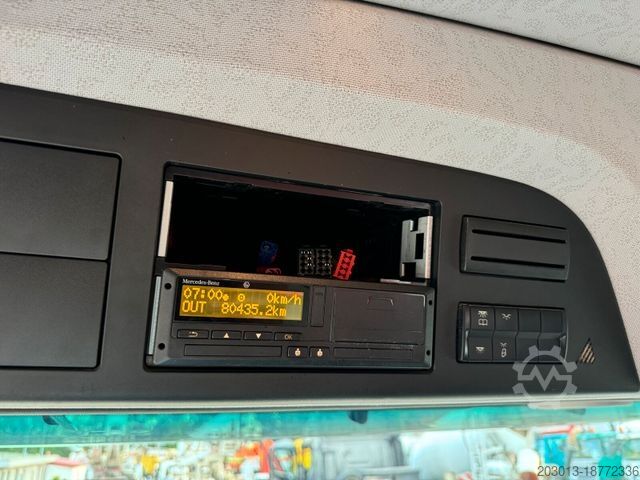 Mercedes-Benz
07:00 0km/h
OUT 80435.2km
OK
203013-18772336